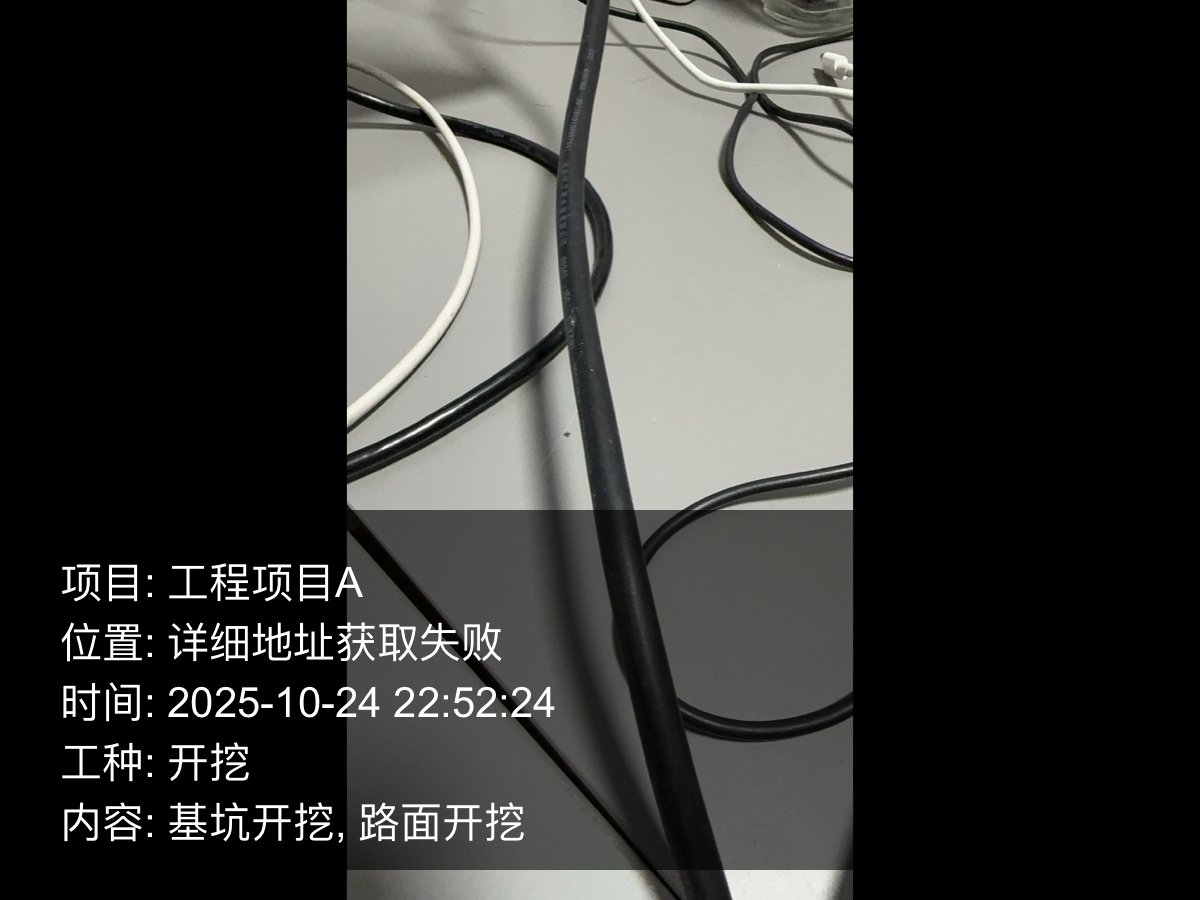 项目: 工程项目A
位置: 详细地址获取失败
时间: 2025-10-24 22:52:24
工种: 开挖
内容: 基坑开挖, 路面开挖